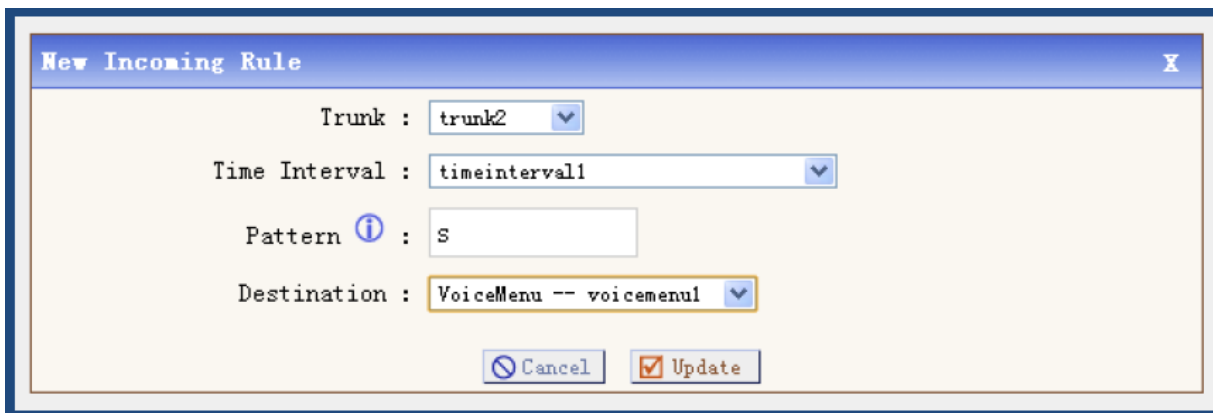 New Incoming Rule X
Trunk : trunk2
Time Interval : timeinterval1
Pattern i : S
Destination : VoiceMenu -- voicemenu1
Cancel Update